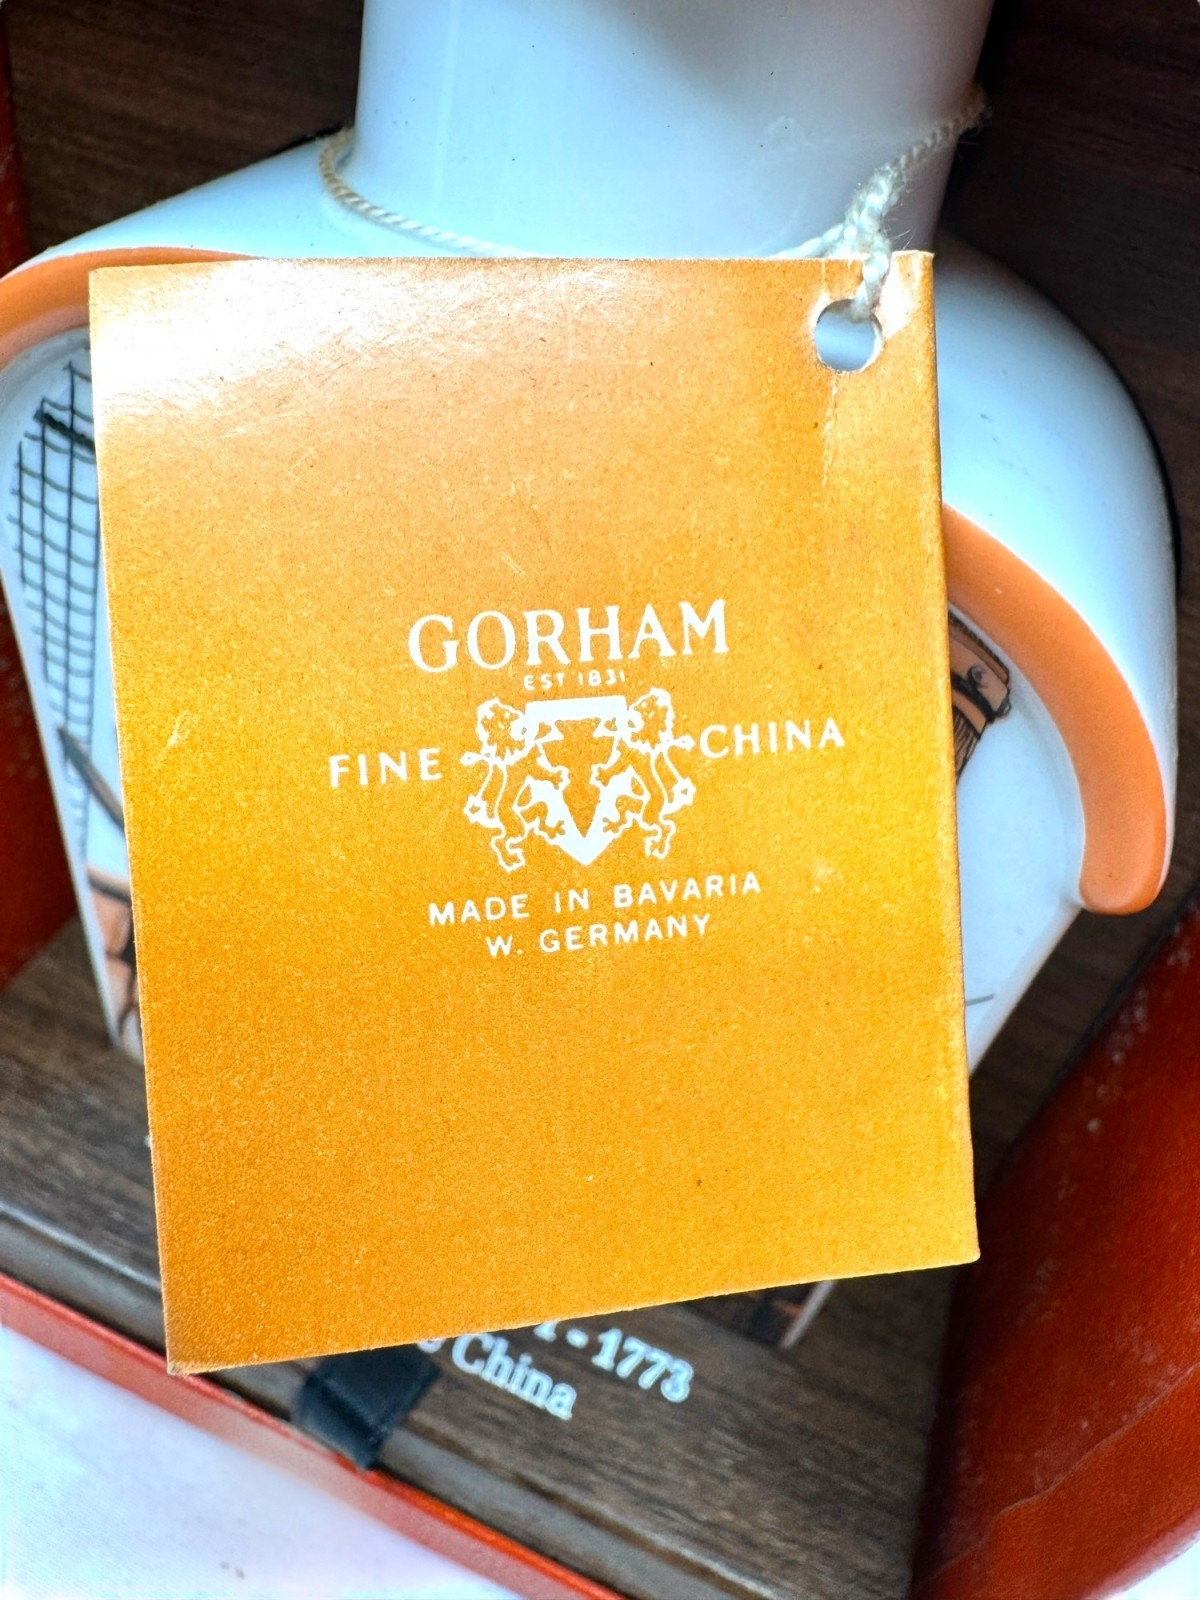 GORHAM
EST 1831
FINE CHINA
MADE IN BAVARIA
W. GERMANY
- 1773
China